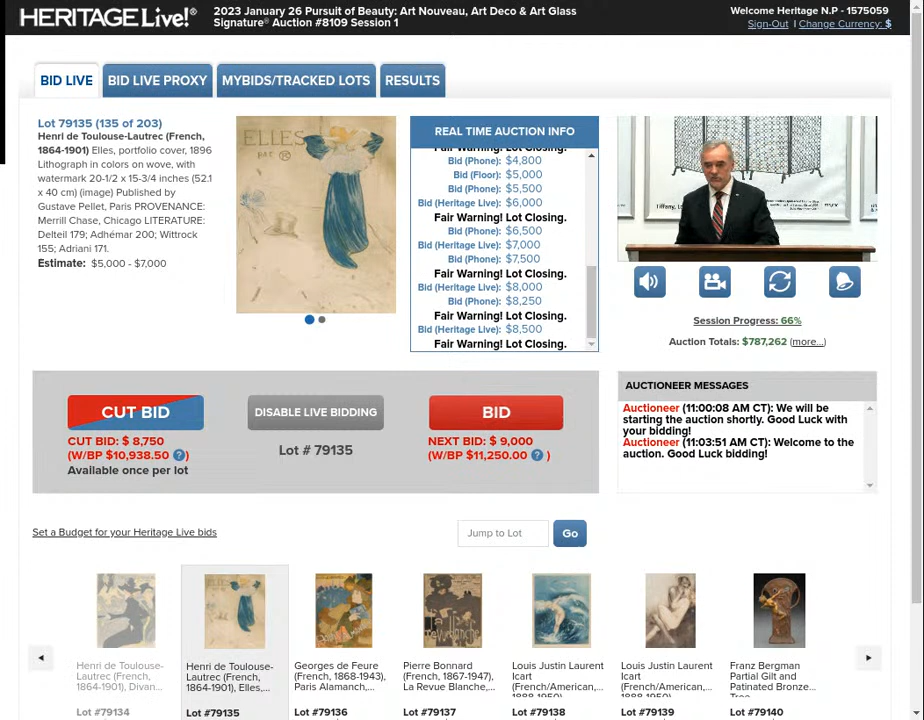 HERITAGE Live!®
2023 January 26 Pursuit of Beauty: Art Nouveau, Art Deco & Art Glass
Signature® Auction #8109 Session 1
Welcome Heritage N.P - 1575059
Sign-Out | Change Currency: $
BID LIVE
BID LIVE PROXY
MYBIDS/TRACKED LOTS
RESULTS
Lot 79135 (135 of 203)
Henri de Toulouse-Lautrec (French,
1864-1901) Elles, portfolio cover, 1896
Lithograph in colors on wove, with
watermark 20-1/2 x 15-3/4 inches (52.1
x 40 cm) (image) Published by
Gustave Pellet, Paris PROVENANCE:
Merrill Chase, Chicago LITERATURE:
Delteil 179; Adhémar 200; Wittrock
155; Adriani 171.
Estimate: $5,000 - $7,000
ELLES
REAL TIME AUCTION INFO
Fair Warning! Lot Closing.
Bid (Phone): $4,800
Bid (Floor): $5,000
Bid (Phone): $5,500
Bid (Heritage Live): $6,000
Fair Warning! Lot Closing.
Bid (Phone): $6,500
Bid (Heritage Live): $7,000
Bid (Phone): $7,500
Fair Warning! Lot Closing.
Bid (Heritage Live): $8,000
Bid (Phone): $8,250
Fair Warning! Lot Closing.
Bid (Heritage Live): $8,500
Fair Warning! Lot Closing.
Session Progress: 66%
Auction Totals: $787,262 (more...)
CUT BID
CUT BID: $ 8,750
(W/BP $10,938.50 ?)
Available once per lot
DISABLE LIVE BIDDING
Lot # 79135
BID
NEXT BID: $ 9,000
(W/BP $11,250.00 ? )
AUCTIONEER MESSAGES
Auctioneer (11:00:08 AM CT): We will be
starting the auction shortly. Good Luck with
your bidding!
Auctioneer (11:03:51 AM CT): Welcome to the
auction. Good Luck bidding!
Set a Budget for your Heritage Live bids
Jump to Lot
Go
Henri de Toulouse-
Lautrec (French,
1864-1901), Divan...
Lot #79134
Henri de Toulouse-
Lautrec (French,
1864-1901), Elles,...
Lot #79135
Georges de Feure
(French, 1868-1943),
Paris Alamanch,...
Lot #79136
Pierre Bonnard
(French, 1867-1947),
La Revue Blanche,...
Lot #79137
Louis Justin Laurent
Icart
(French/American,
1888-1950)
Lot #79138
Louis Justin Laurent
Icart
(French/American,
1888-1950)
Lot #79139
Franz Bergman
Partial Gilt and
Patinated Bronze
Tree
Lot #79140